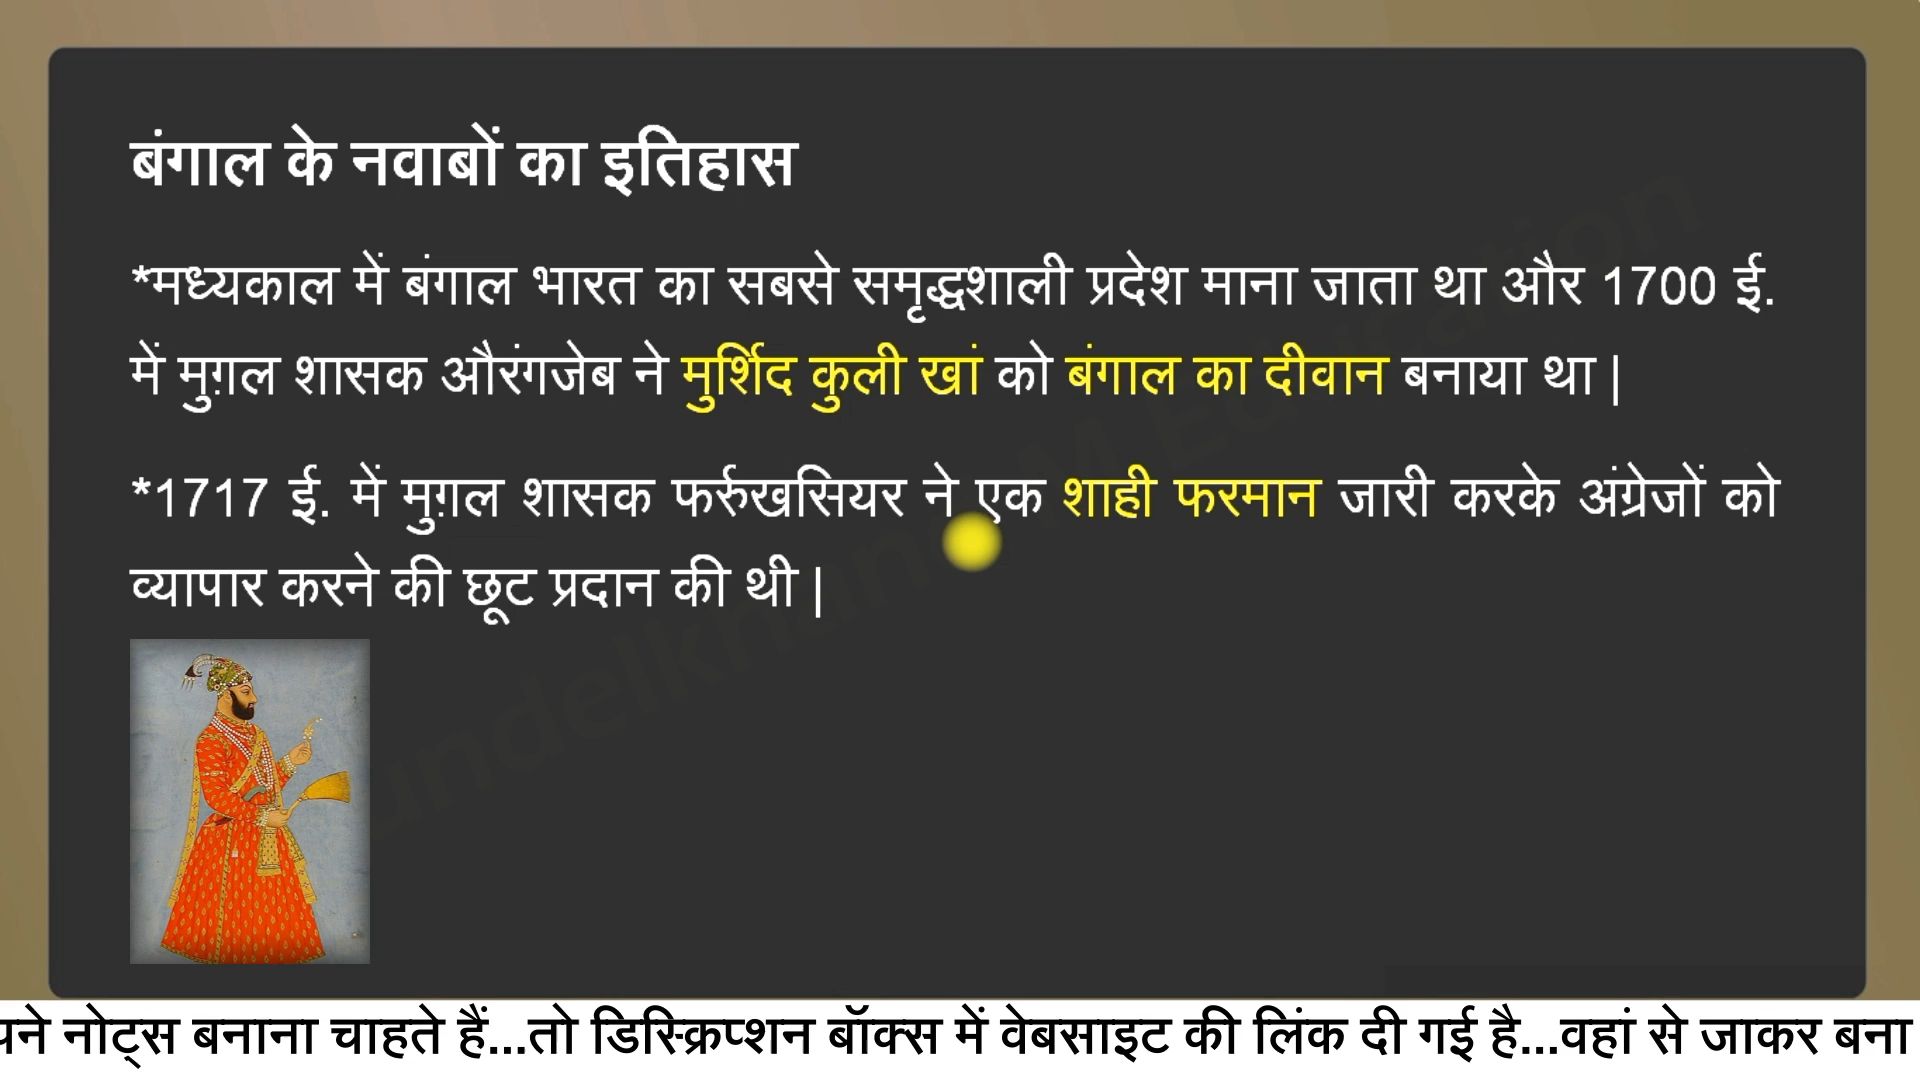 बंगाल के नवाबों का इतिहास
*मध्यकाल में बंगाल भारत का सबसे समृद्धशाली प्रदेश माना जाता था और 1700 ई.
में मुग़ल शासक औरंगजेब ने मुर्शिद कुली खां को बंगाल का दीवान बनाया था |
*1717 ई. में मुग़ल शासक फर्रुखसियर ने एक शाही फरमान जारी करके अंग्रेजों को
व्यापार करने की छूट प्रदान की थी |
नोट्स बनाना चाहते हैं...तो डिस्क्रिप्शन बॉक्स में वेबसाइट की लिंक दी गई है...वहां से जाकर बना